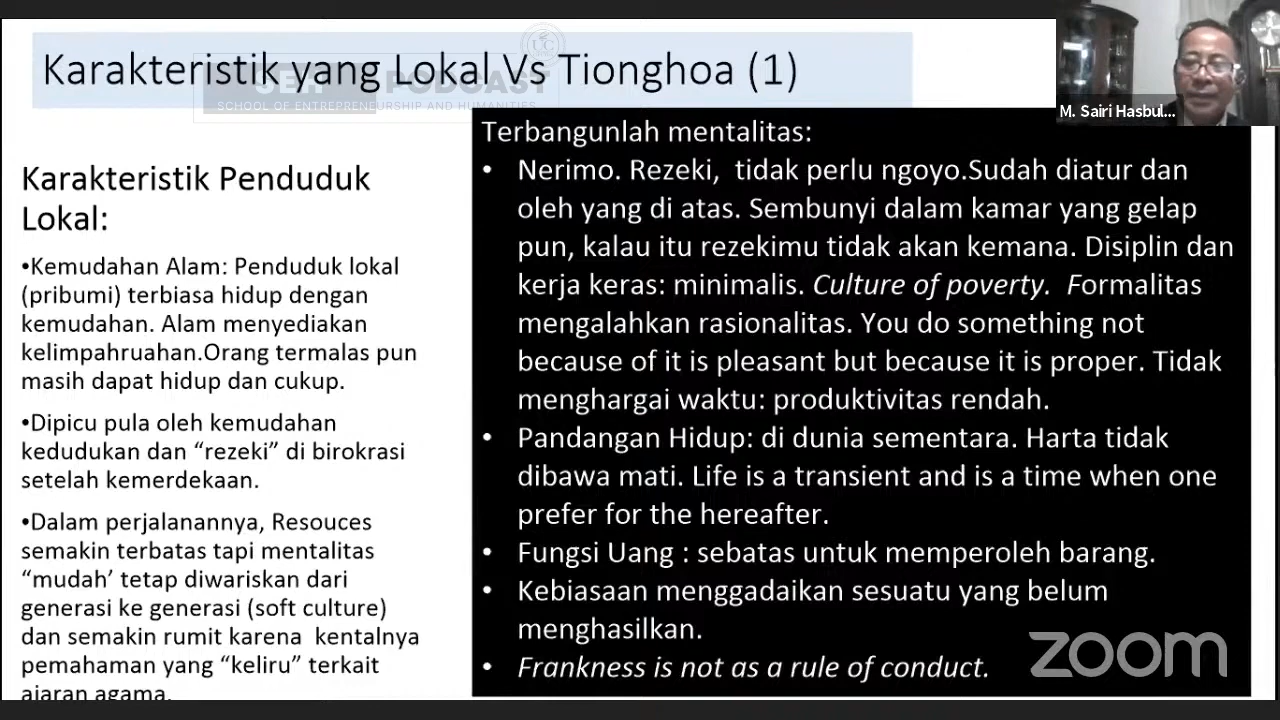 Karakteristik yang Lokal Vs Tionghoa (1)
UC
PODCAST
SCHOOL OF ENTREPRENEURSHIP AND HUMANITIES
M. Sairi Hasbul...
Karakteristik Penduduk
Lokal:
•Kemudahan Alam: Penduduk lokal
(pribumi) terbiasa hidup dengan
kemudahan. Alam menyediakan
kelimpahruahan.Orang termalas pun
masih dapat hidup dan cukup.
•Dipicu pula oleh kemudahan
kedudukan dan “rezeki” di birokrasi
setelah kemerdekaan.
•Dalam perjalanannya, Resouces
semakin terbatas tapi mentalitas
“mudah’ tetap diwariskan dari
generasi ke generasi (soft culture)
dan semakin rumit karena kentalnya
pemahaman yang “keliru” terkait
ajaran agama.
Terbangunlah mentalitas:
• Nerimo. Rezeki, tidak perlu ngoyo.Sudah diatur dan
oleh yang di atas. Sembunyi dalam kamar yang gelap
pun, kalau itu rezekimu tidak akan kemana. Disiplin dan
kerja keras: minimalis. Culture of poverty. Formalitas
mengalahkan rasionalitas. You do something not
because of it is pleasant but because it is proper. Tidak
menghargai waktu: produktivitas rendah.
• Pandangan Hidup: di dunia sementara. Harta tidak
dibawa mati. Life is a transient and is a time when one
prefer for the hereafter.
• Fungsi Uang : sebatas untuk memperoleh barang.
• Kebiasaan menggadaikan sesuatu yang belum
menghasilkan.
• Frankness is not as a rule of conduct.
zoom